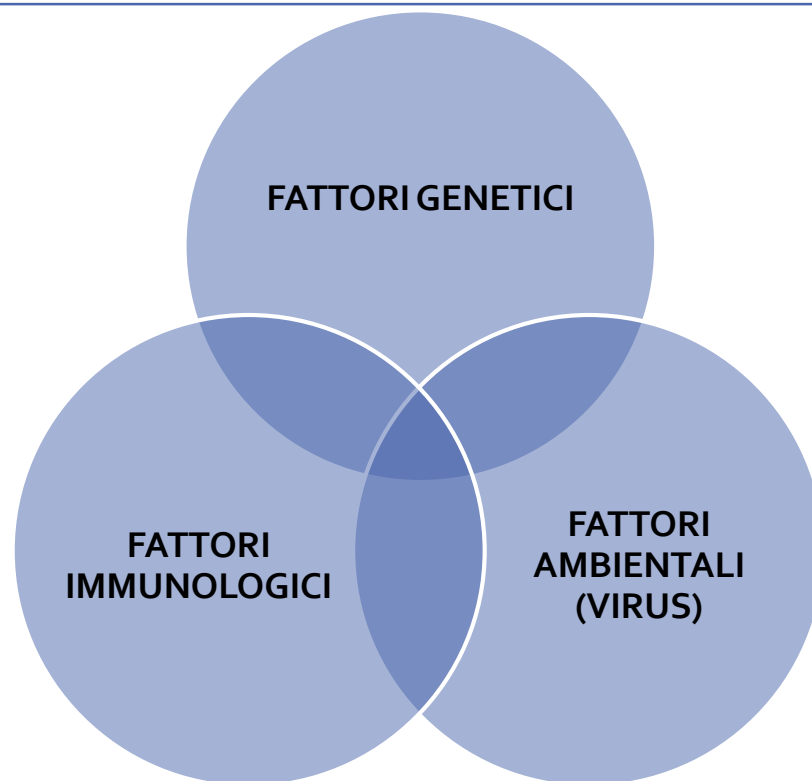 FATTORI GENETICI
FATTORI
IMMUNOLOGICI
FATTORI
AMBIENTALI
(VIRUS)